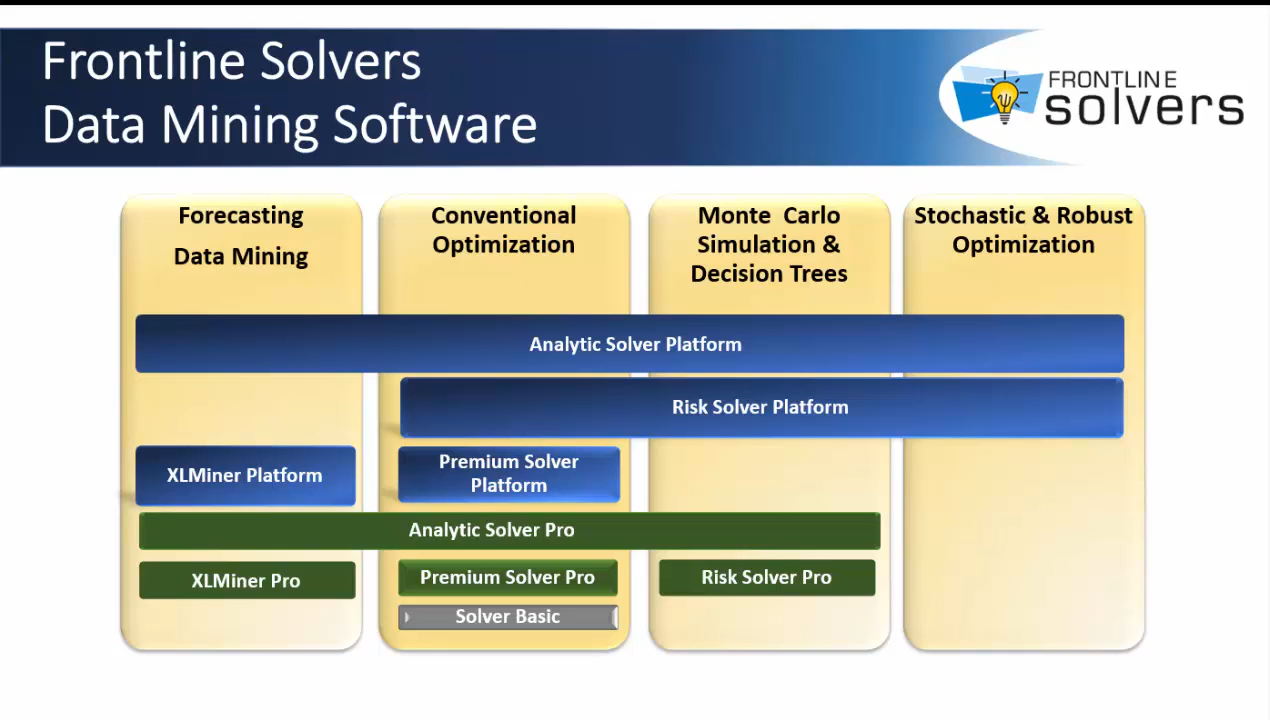 Frontline Solvers
Data Mining Software
FRONTLINE
solvers
Forecasting
Data Mining
Conventional
Optimization
Monte Carlo
Simulation &
Decision Trees
Stochastic & Robust
Optimization
Analytic Solver Platform
Risk Solver Platform
XLMiner Platform
Premium Solver
Platform
Analytic Solver Pro
XLMiner Pro
Premium Solver Pro
Risk Solver Pro
Solver Basic